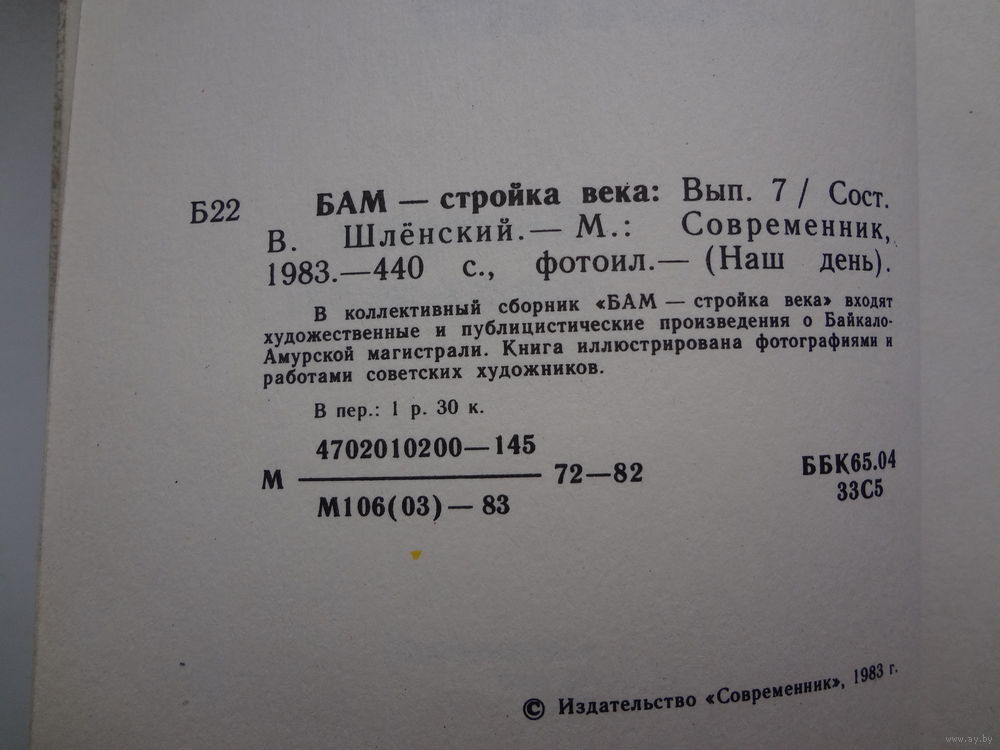 Б22 БАМ — стройка века: Вып. 7 / Сост.
В. Шлёнский.— М.: Современник,
1983.—440 с., фотоил.— (Наш день).
В коллективный сборник «БАМ — стройка века» входят
художественные и публицистические произведения о Байкало-
Амурской магистрали. Книга иллюстрирована фотографиями и
работами советских художников.
В пер.: 1 р. 30 к.
4702010200—145
М 72—82
М106(03)— 83
ББК65.04
33С5
© Издательство «Современник», 1983 г.
www.ay.by